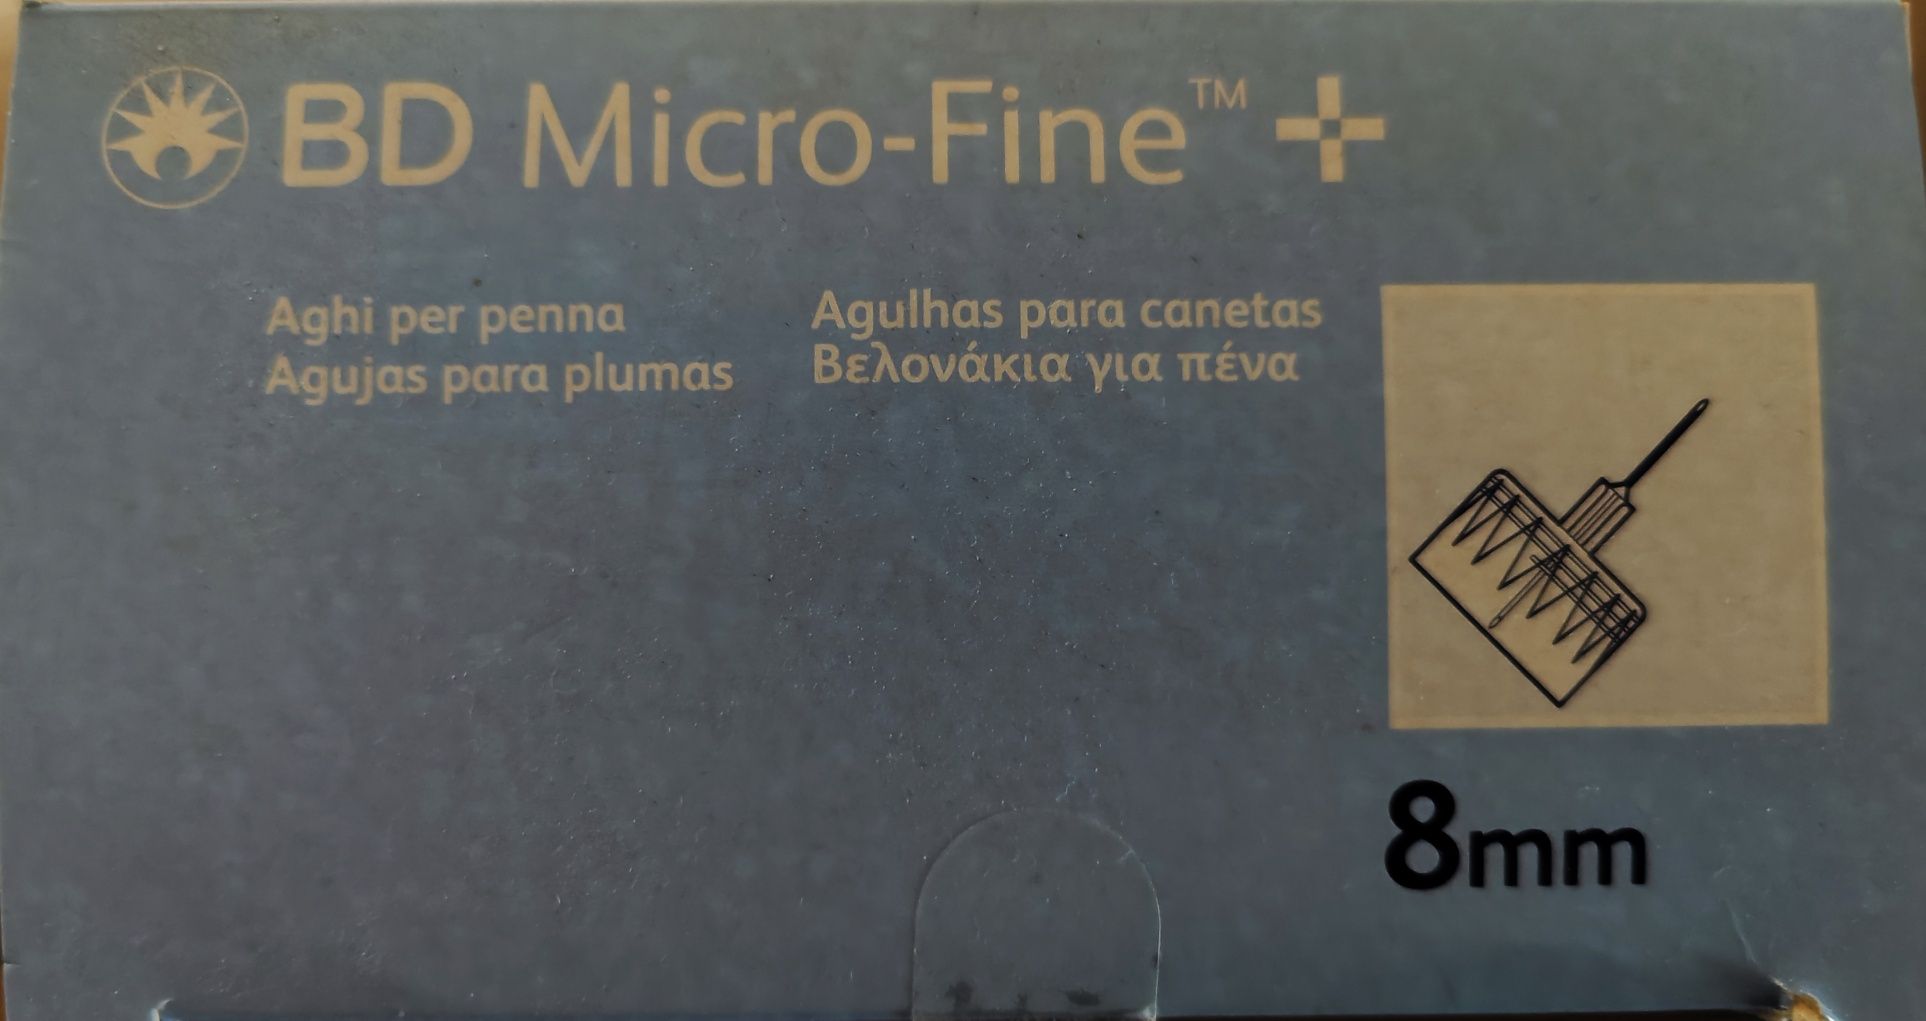 BD Micro-Fine™ +
Aghi per penna
Agujas para plumas
Agulhas para canetas
Βελονάκια για πένα
8mm